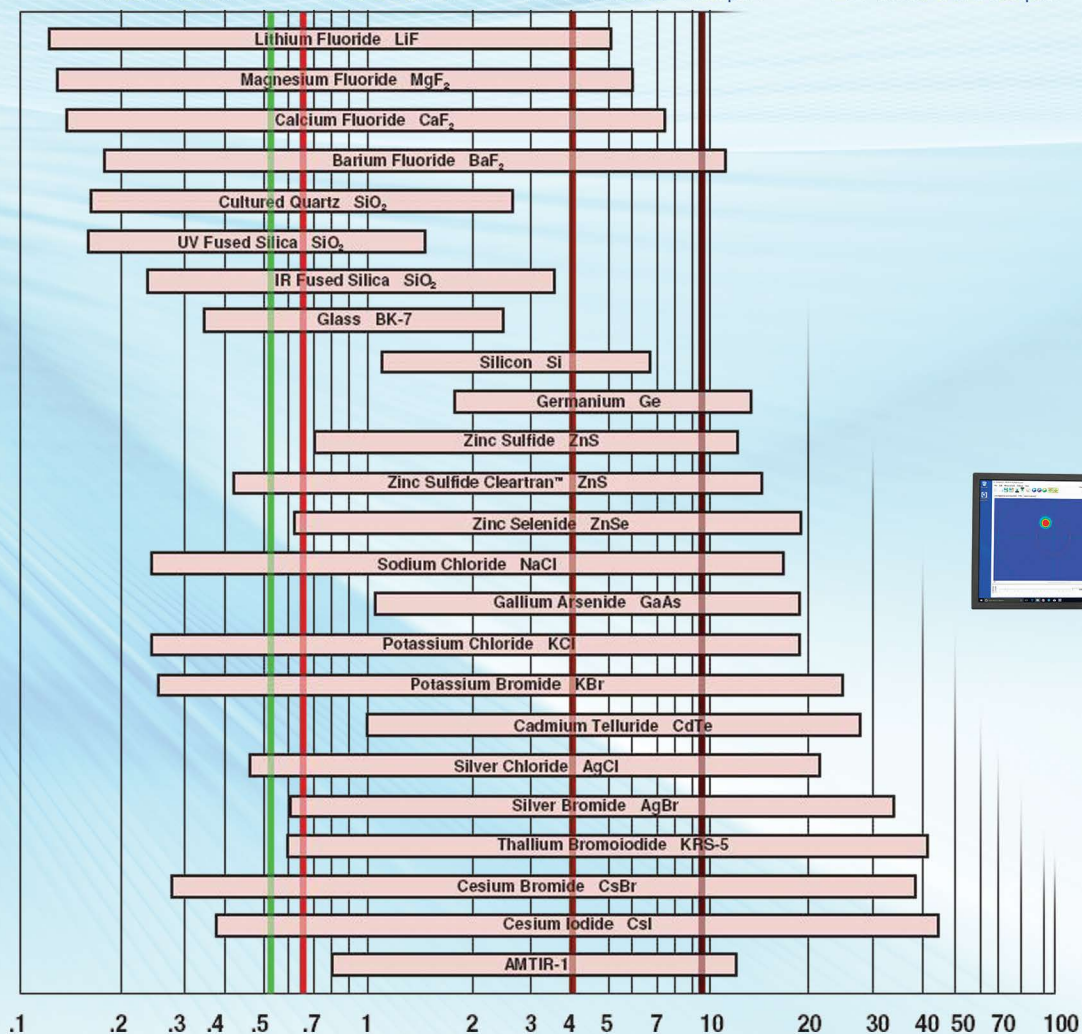 Lithium Fluoride LiF
Magnesium Fluoride MgF₂
Calcium Fluoride CaF₂
Barium Fluoride BaF₂
Cultured Quartz SiO₂
UV Fused Silica SiO₂
IR Fused Silica SiO₂
Glass BK-7
Silicon Si
Germanium Ge
Zinc Sulfide ZnS
Zinc Sulfide Cleartran™ ZnS
Zinc Selenide ZnSe
Sodium Chloride NaCl
Gallium Arsenide GaAs
Potassium Chloride KCl
Potassium Bromide KBr
Cadmium Telluride CdTe
Silver Chloride AgCl
Silver Bromide AgBr
Thallium Bromoiodide KRS-5
Cesium Bromide CsBr
Cesium Iodide CsI
AMTIR-1
.1 .2 .3 .4 .5 .7 1 2 3 4 5 7 10 20 30 40 50 70 100